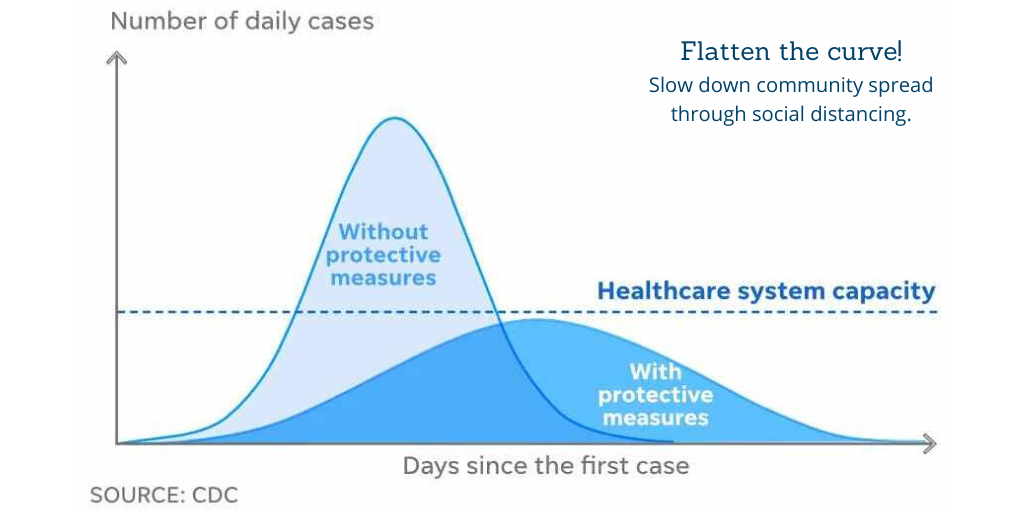 Number of daily cases
Flatten the curve!
Slow down community spread
through social distancing.
Without
protective
measures
Healthcare system capacity
With
protective
measures
Days since the first case
SOURCE: CDC